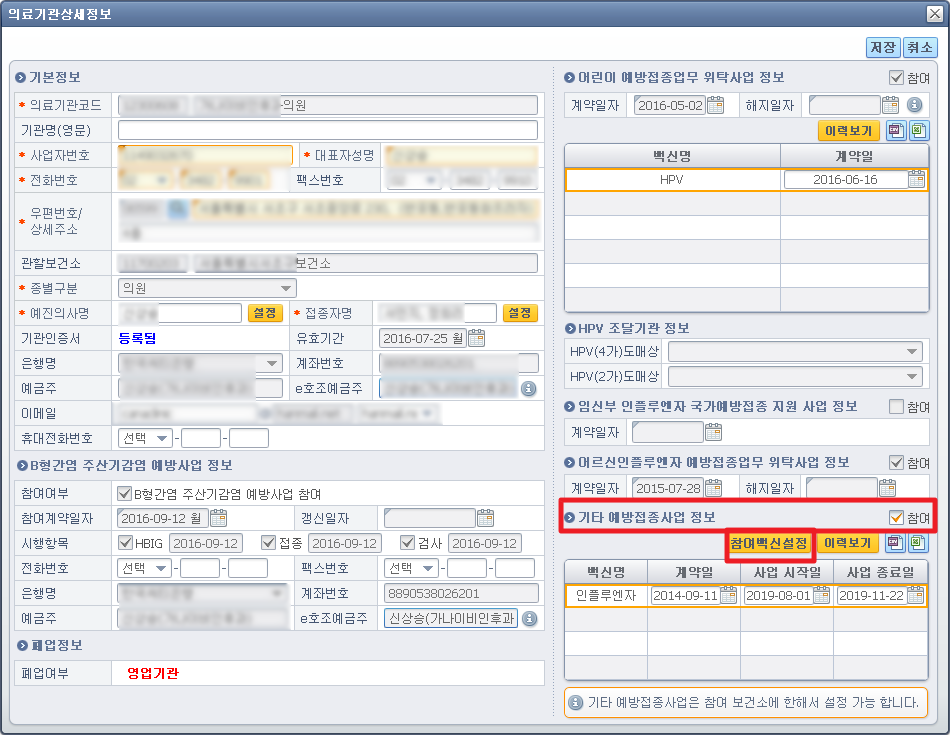 의료기관상세정보
저장 취소
기본정보
* 의료기관코드 의원
기관명(영문)
* 사업자번호 * 대표자성명
* 전화번호 팩스번호
* 우편번호/
상세주소
관할보건소 보건소
* 종별구분 의원
* 예진의사명 설정 * 접종자명 설정
기관인증서 등록됨 유효기간 2016-07-25 월
은행명 계좌번호
예금주 e호조예금주
이메일 @
휴대전화번호 선택 - -
B형간염 주산기감염 예방사업 정보
참여여부 B형간염 주산기감염 예방사업 참여
참여계약일자 2016-09-12 월 갱신일자
시행항목 HBIG 2016-09-12 접종 2016-09-12 검사 2016-09-12
전화번호 선택 - - 팩스번호 선택 - -
은행명 계좌번호 8890538026201
예금주 e호조예금주 신상승(가나이비인후과
폐업정보
폐업여부 영업기관
어린이 예방접종업무 위탁사업 정보 참여
계약일자 2016-05-02 해지일자
이력보기
백신명 계약일
HPV 2016-06-16
HPV 조달기관 정보
HPV(4가)도매상
HPV(2가)도매상
임신부 인플루엔자 국가예방접종 지원 사업 정보 참여
계약일자
어르신인플루엔자 예방접종업무 위탁사업 정보 참여
계약일자 2015-07-28 해지일자
기타 예방접종사업 정보 참여
참여백신설정 이력보기
백신명 계약일 사업 시작일 사업 종료일
인플루엔자 2014-09-11 2019-08-01 2019-11-22
기타 예방접종사업은 참여 보건소에 한해서 설정 가능 합니다.